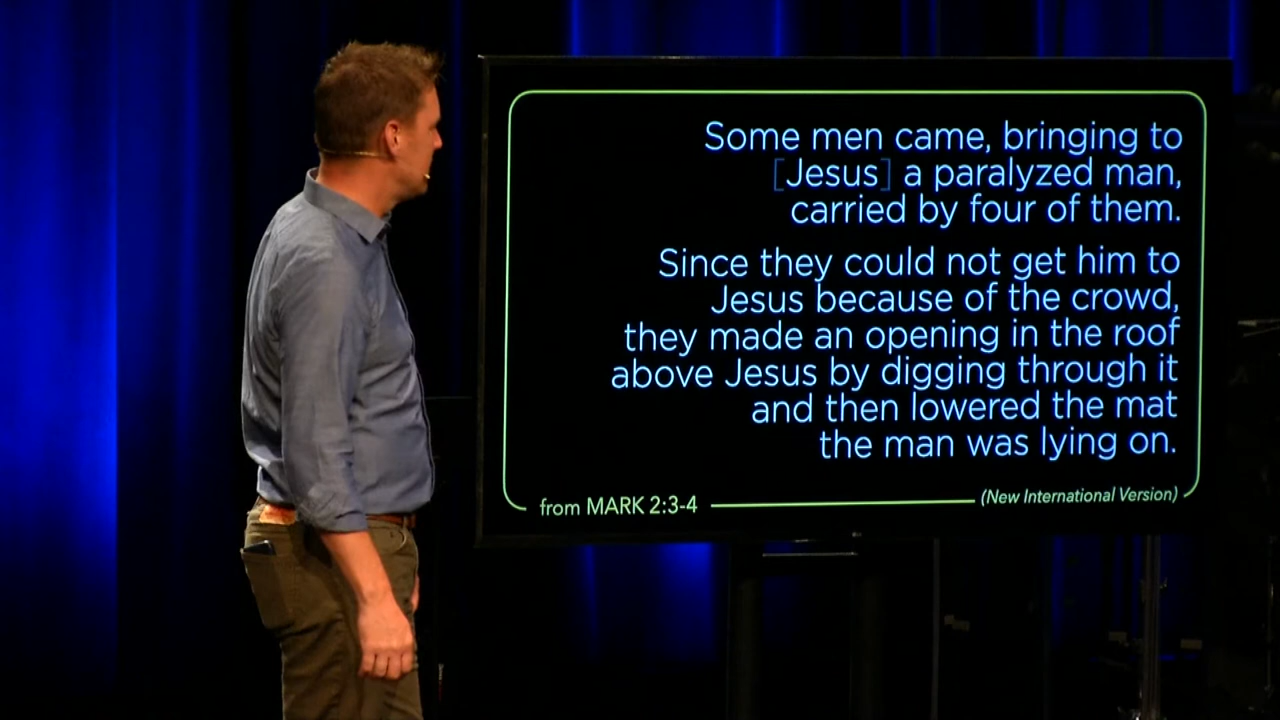 Some men came, bringing to
[Jesus] a paralyzed man,
carried by four of them.
Since they could not get him to
Jesus because of the crowd,
they made an opening in the roof
above Jesus by digging through it
and then lowered the mat
the man was lying on.
from MARK 2:3-4
(New International Version)